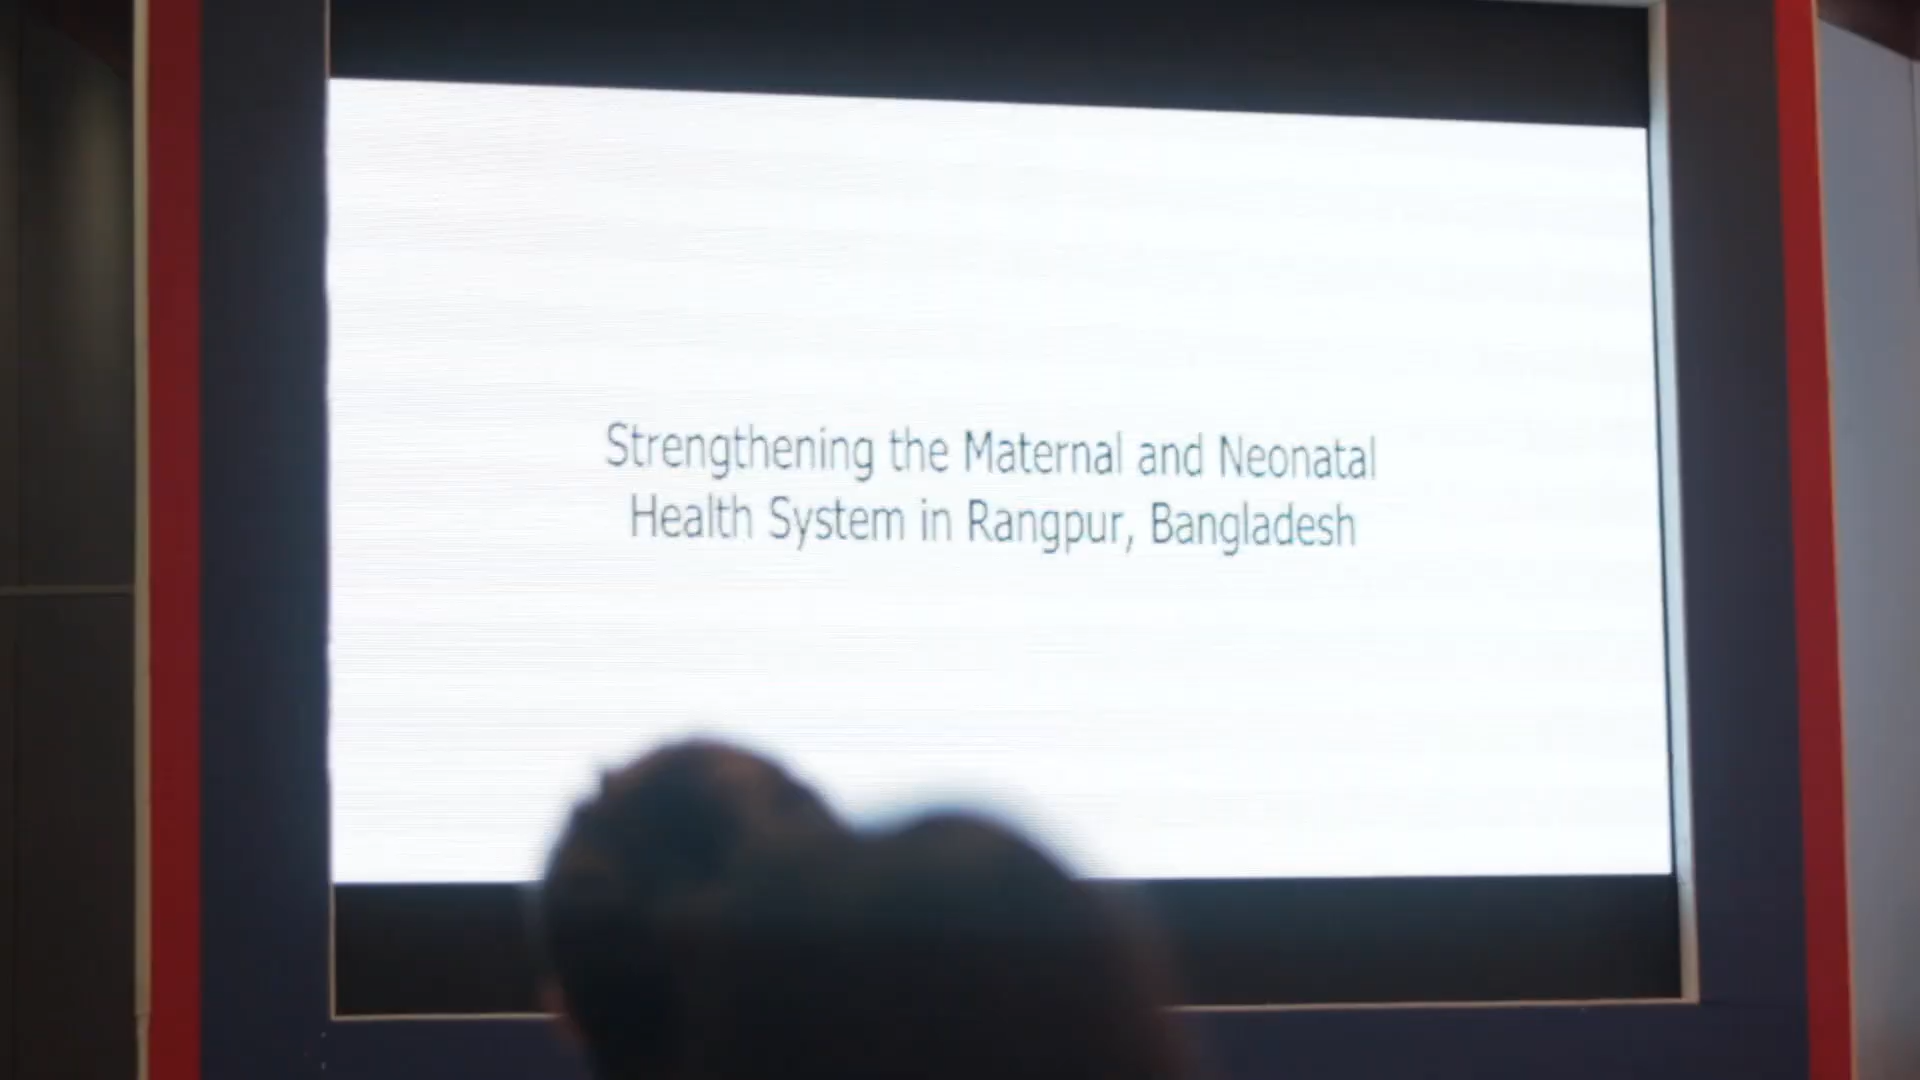 Strengthening the Maternal and Neonatal
Health System in Rangpur, Bangladesh